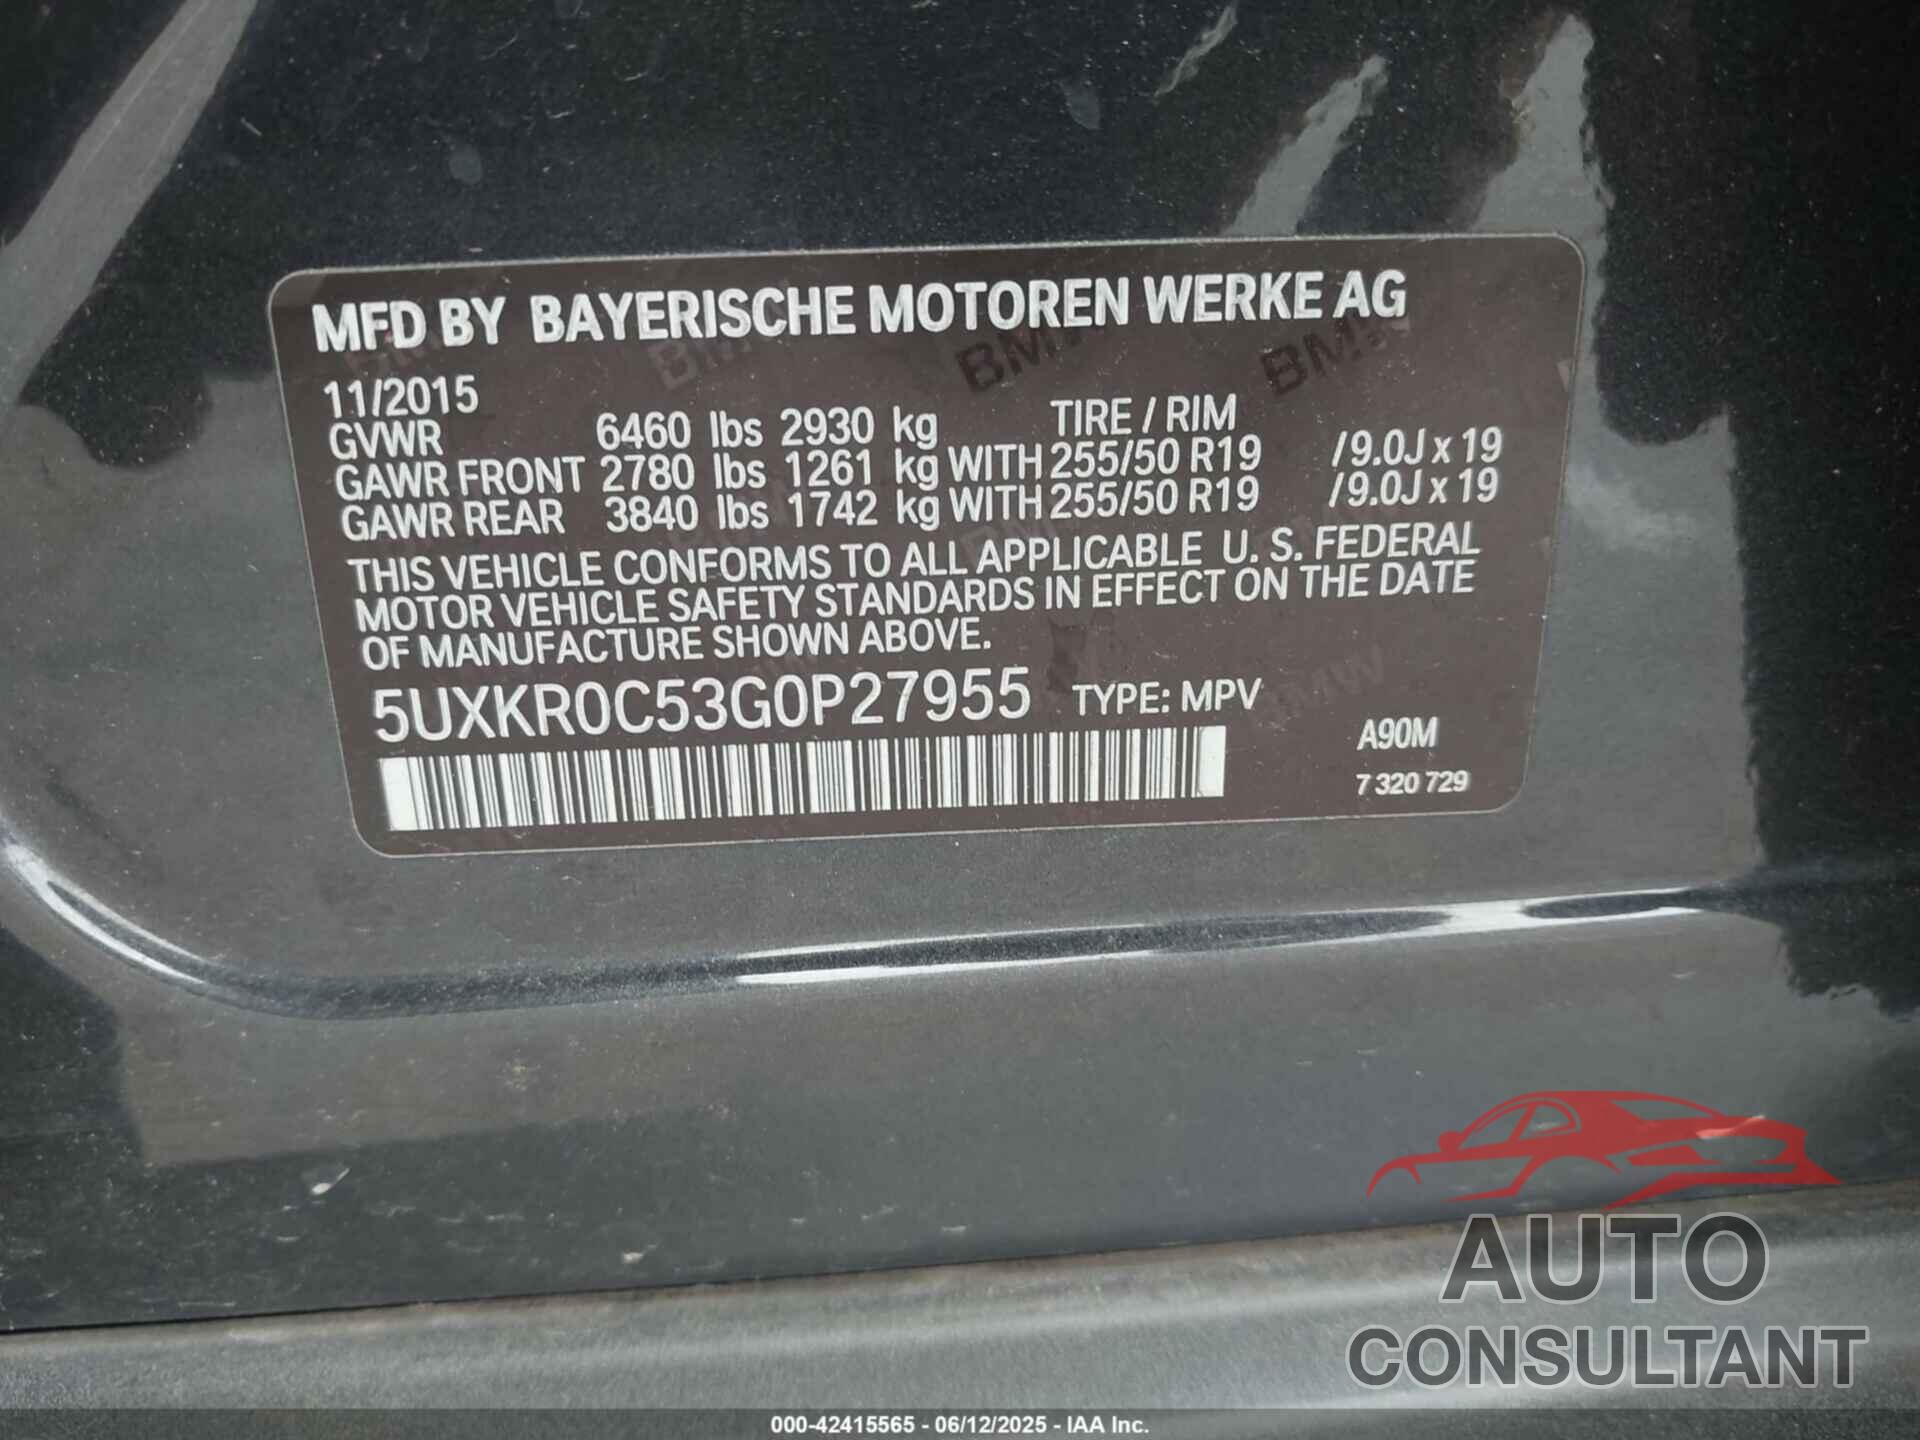 MFD BY BAYERISCHE MOTOREN WERKE AG
11/2015
GVWR 6460 lbs 2930 kg TIRE / RIM
GAWR FRONT 2780 lbs 1261 kg WITH 255/50 R19 /9.0J x 19
GAWR REAR 3840 lbs 1742 kg WITH 255/50 R19 /9.0J x 19
THIS VEHICLE CONFORMS TO ALL APPLICABLE U. S. FEDERAL
MOTOR VEHICLE SAFETY STANDARDS IN EFFECT ON THE DATE
OF MANUFACTURE SHOWN ABOVE.
5UXKR0C53G0P27955 TYPE: MPV
A90M
7 320 729
AUTO
CONSULTANT
000-42415565 - 06/12/2025 - IAA Inc.